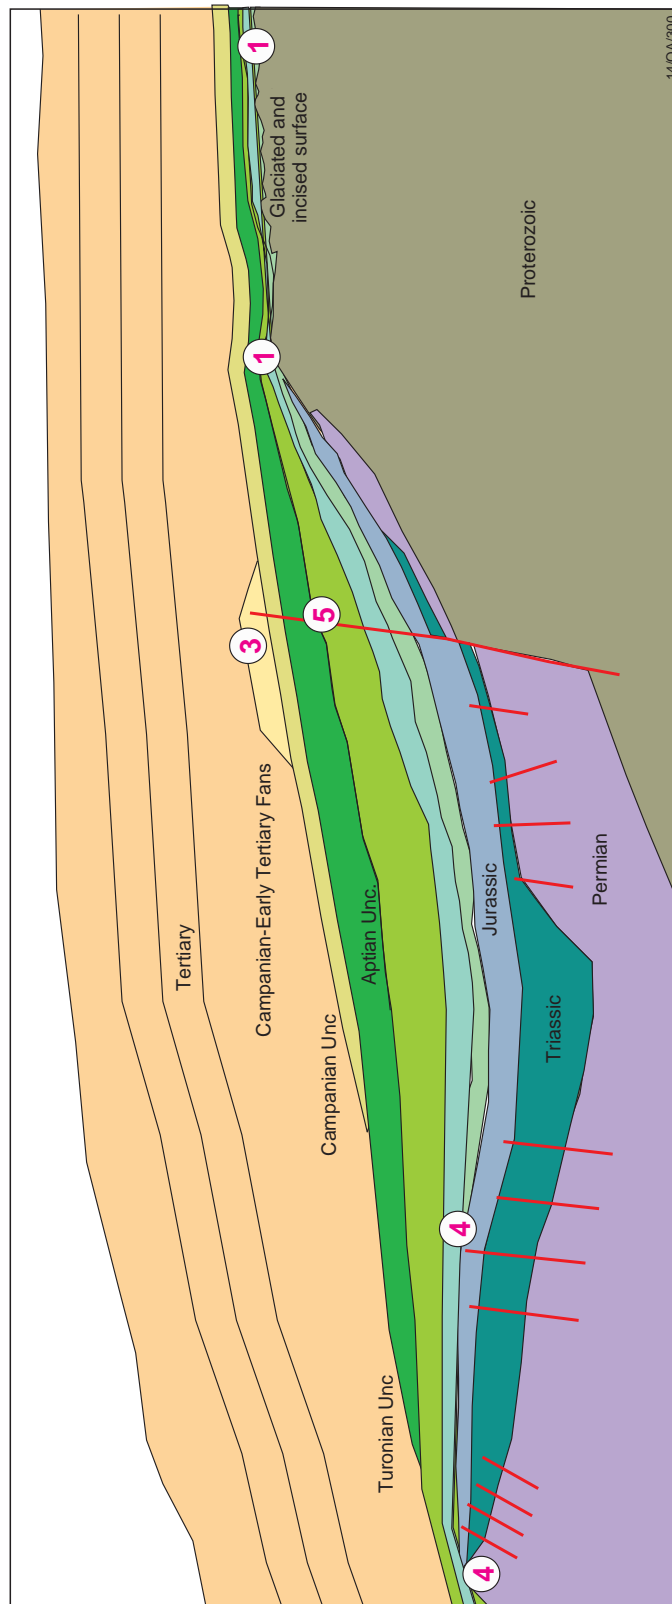 Tertiary
Campanian-Early Tertiary Fans
Campanian Unc
Turonian Unc
Aptian Unc.
Jurassic
Triassic
Permian
Proterozoic
Glaciated and
incised surface
1
1
3
5
4
4